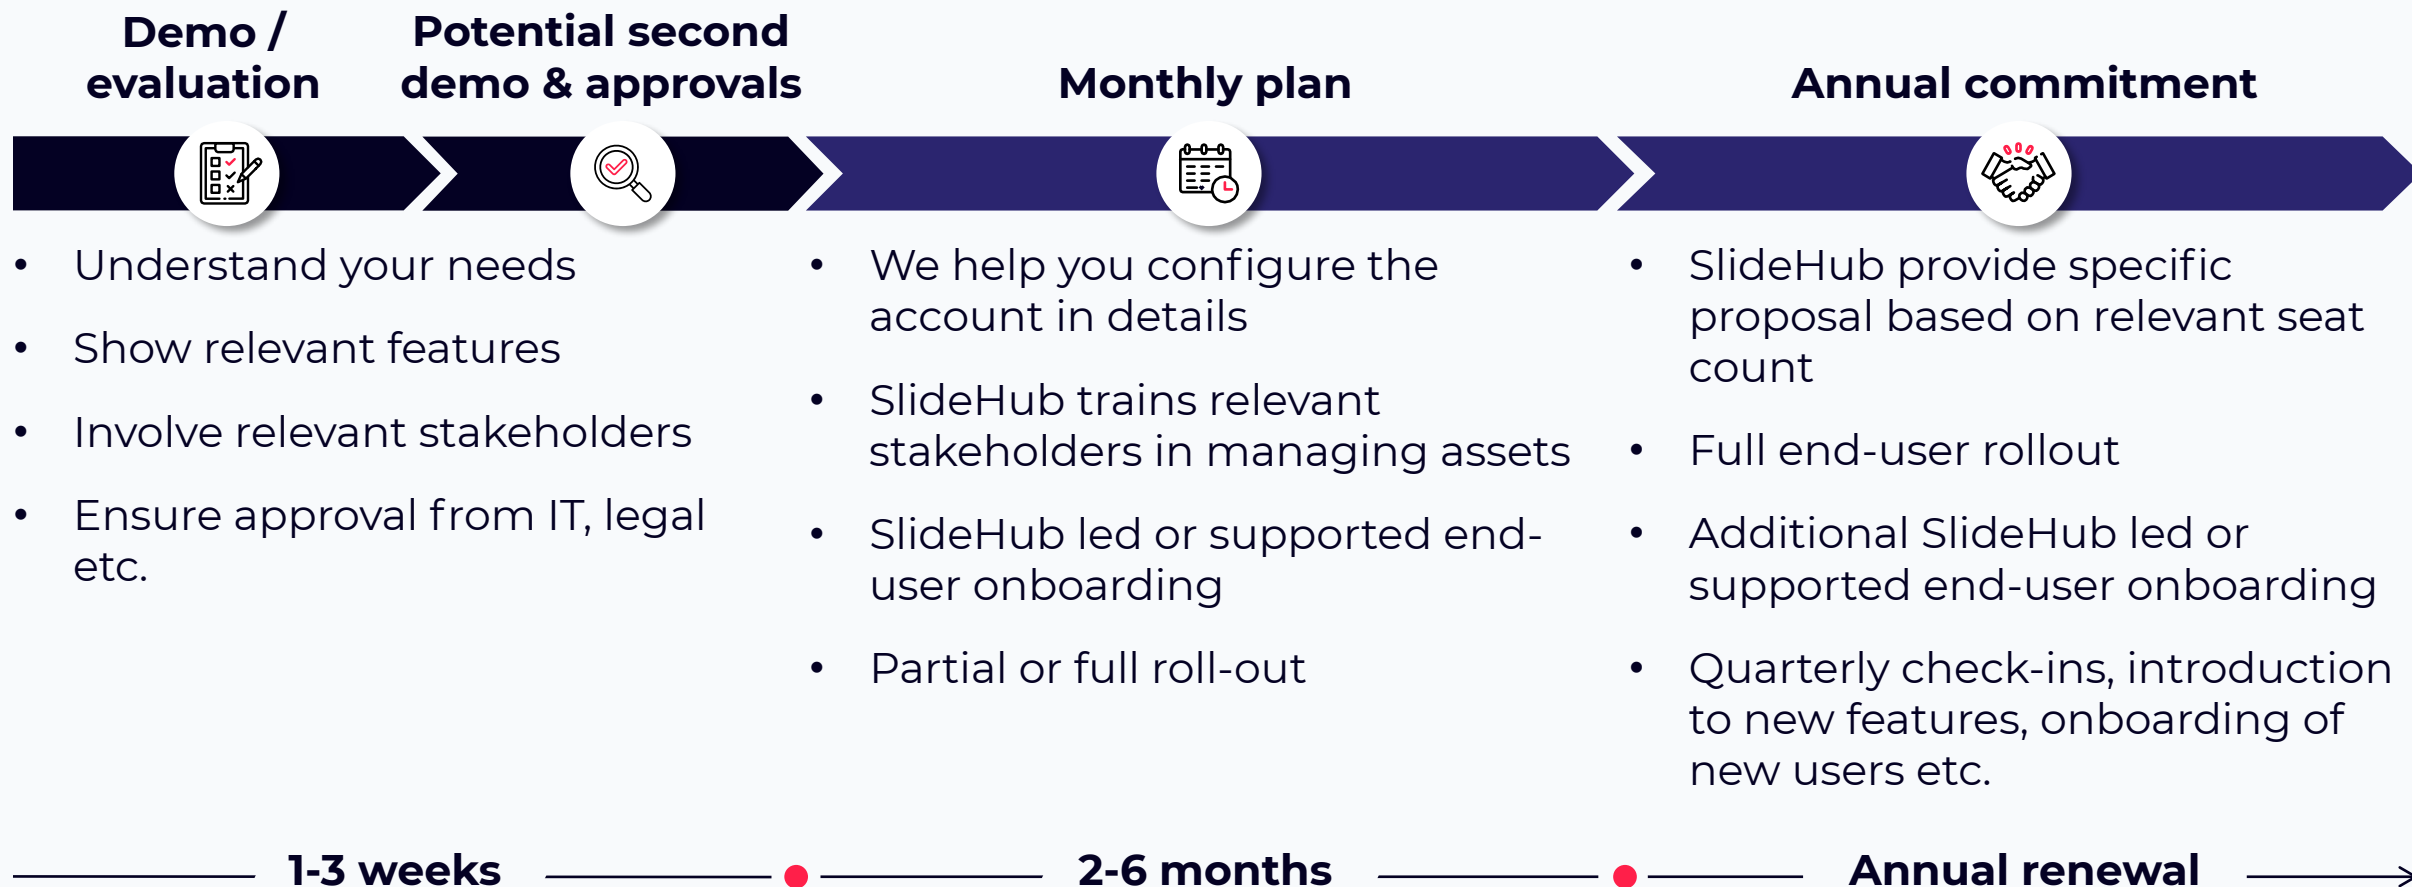 Demo /
evaluation
Potential second
demo & approvals
Monthly plan
Annual commitment
• Understand your needs
• Show relevant features
• Involve relevant stakeholders
• Ensure approval from IT, legal
etc.
• We help you configure the
account in details
• SlideHub trains relevant
stakeholders in managing assets
• SlideHub led or supported end-
user onboarding
• Partial or full roll-out
• SlideHub provide specific
proposal based on relevant seat
count
• Full end-user rollout
• Additional SlideHub led or
supported end-user onboarding
• Quarterly check-ins, introduction
to new features, onboarding of
new users etc.
1-3 weeks
2-6 months
Annual renewal